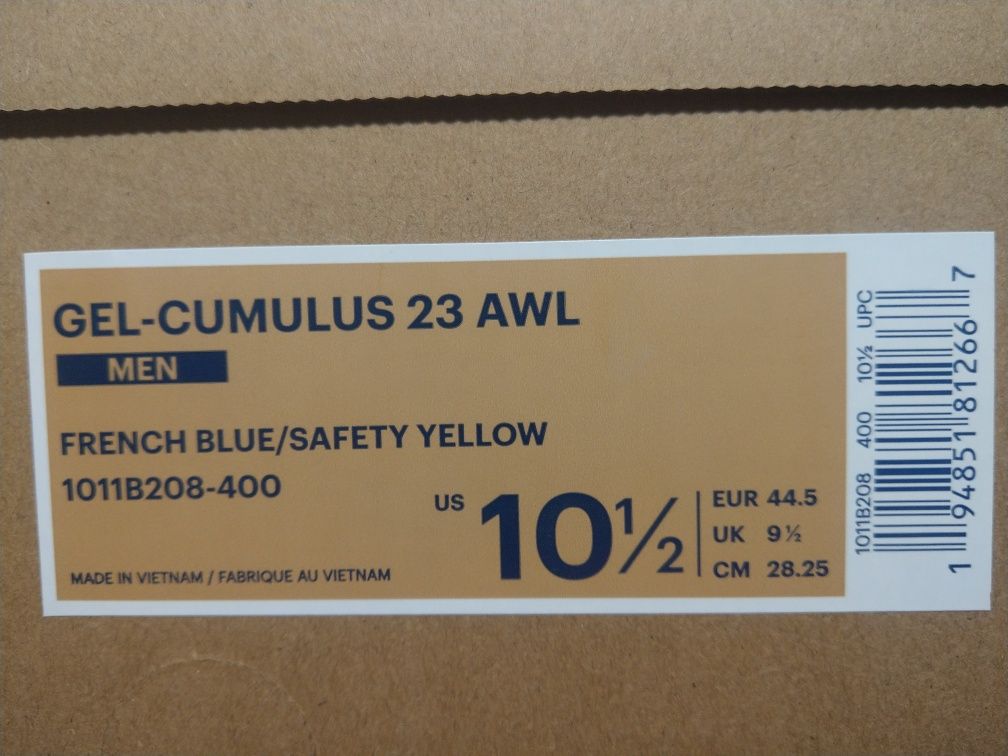 GEL-CUMULUS 23 AWL
MEN
FRENCH BLUE/SAFETY YELLOW
1011B208-400
US 10½
EUR 44.5
UK 9½
CM 28.25
MADE IN VIETNAM / FABRIQUE AU VIETNAM
1011B208 400 10½ UPC
1 94851 81266 7